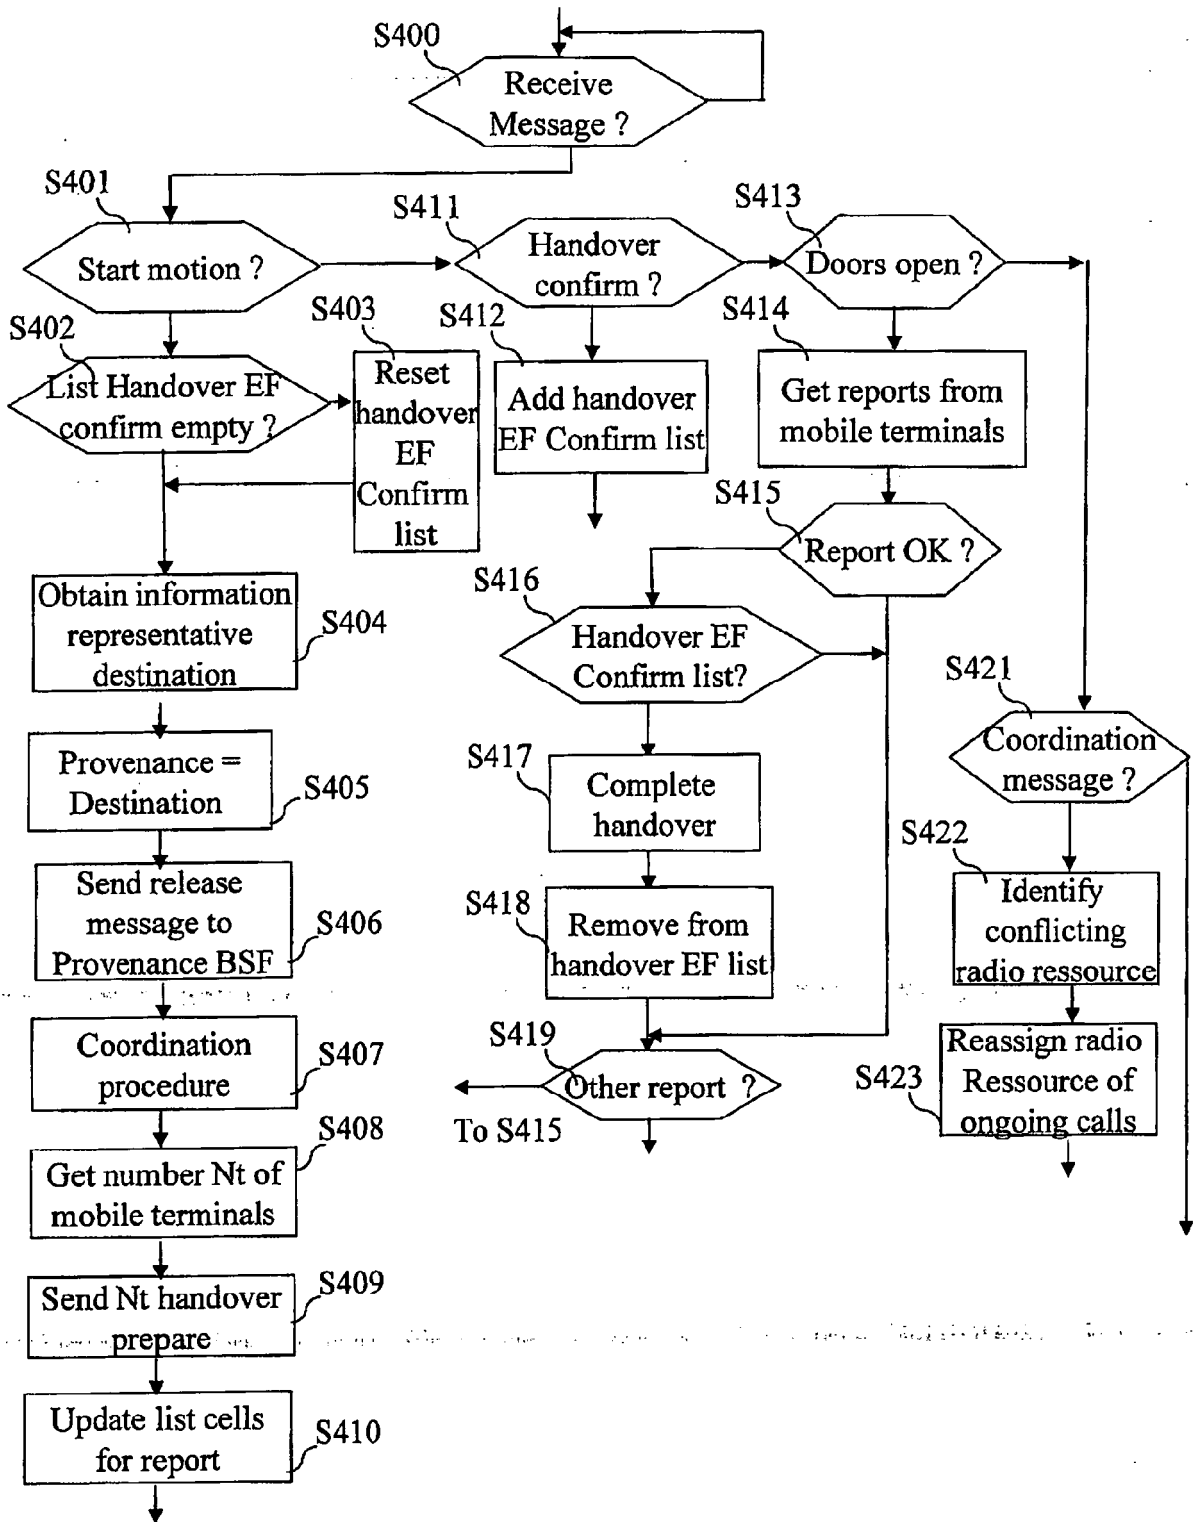 S400
Receive
Message ?
S401
Start motion ?
S402
List Handover EF
confirm empty ?
S403
Reset
handover
EF
Confirm
list
Obtain information
representative
destination
S404
Provenance =
Destination
S405
Send release
message to
Provenance BSF
S406
Coordination
procedure
S407
Get number Nt of
mobile terminals
S408
Send Nt handover
prepare
S409
Update list cells
for report
S410
S411
Handover
confirm ?
S412
Add handover
EF Confirm list
S413
Doors open ?
S414
Get reports from
mobile terminals
S415
Report OK ?
S416
Handover EF
Confirm list?
S417
Complete
handover
S418
Remove from
handover EF list
S419
Other report ?
To S415
S421
Coordination
message ?
S422
Identify
conflicting
radio ressource
S423
Reassign radio
Ressource of
ongoing calls